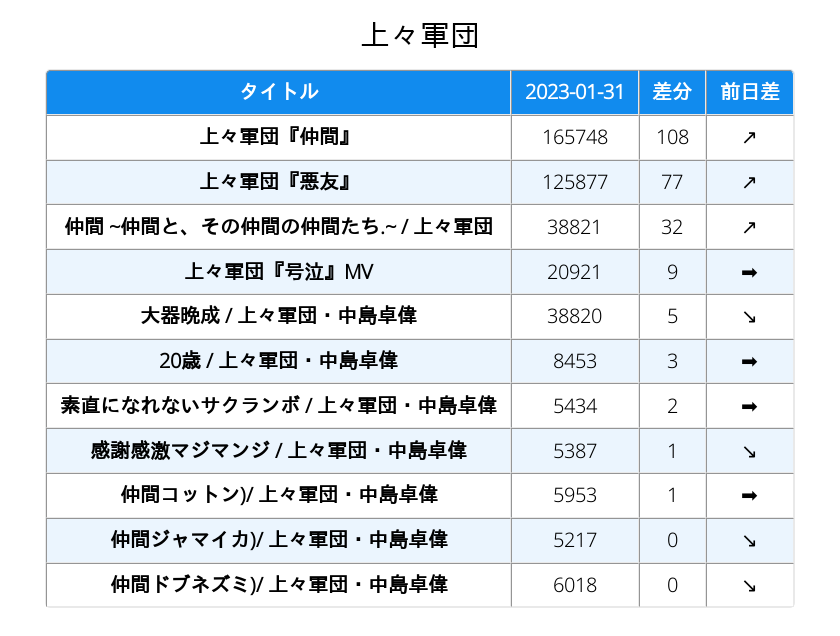 上々軍団
タイトル 2023-01-31 差分 前日差
上々軍団『仲間』 165748 108 ↗
上々軍団『悪友』 125877 77 ↗
仲間 ~仲間と、その仲間の仲間たち.~ / 上々軍団 38821 32 ↗
上々軍団『号泣』MV 20921 9 ➡
大器晩成 / 上々軍団・中島卓偉 38820 5 ↘
20歳 / 上々軍団・中島卓偉 8453 3 ➡
素直になれないサクランボ / 上々軍団・中島卓偉 5434 2 ➡
感謝感激マジマンジ / 上々軍団・中島卓偉 5387 1 ↘
仲間コットン)/ 上々軍団・中島卓偉 5953 1 ➡
仲間ジャマイカ)/ 上々軍団・中島卓偉 5217 0 ↘
仲間ドブネズミ)/ 上々軍団・中島卓偉 6018 0 ↘